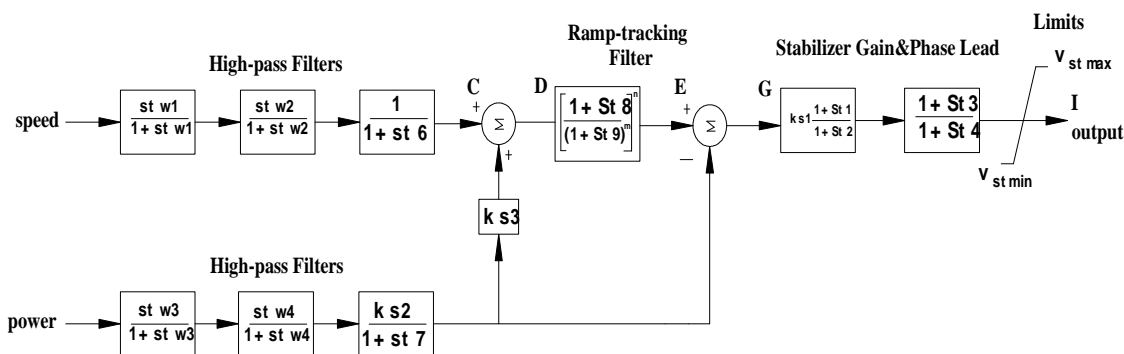 Limits
Ramp-tracking
Filter
Stabilizer Gain&Phase Lead
V st max
High-pass Filters
C
D
E
G
I
speed
st w1
1+ st w1
st w2
1+ st w2
1
1+ st 6
+
Σ
+
[1+ St 8
(1+ St 9)^m]^n
+
Σ
−
k s1 1+ St 1
1+ St 2
1+ St 3
1+ St 4
output
V st min
k s3
High-pass Filters
power
st w3
1+ st w3
st w4
1+ st w4
k s2
1+ st 7